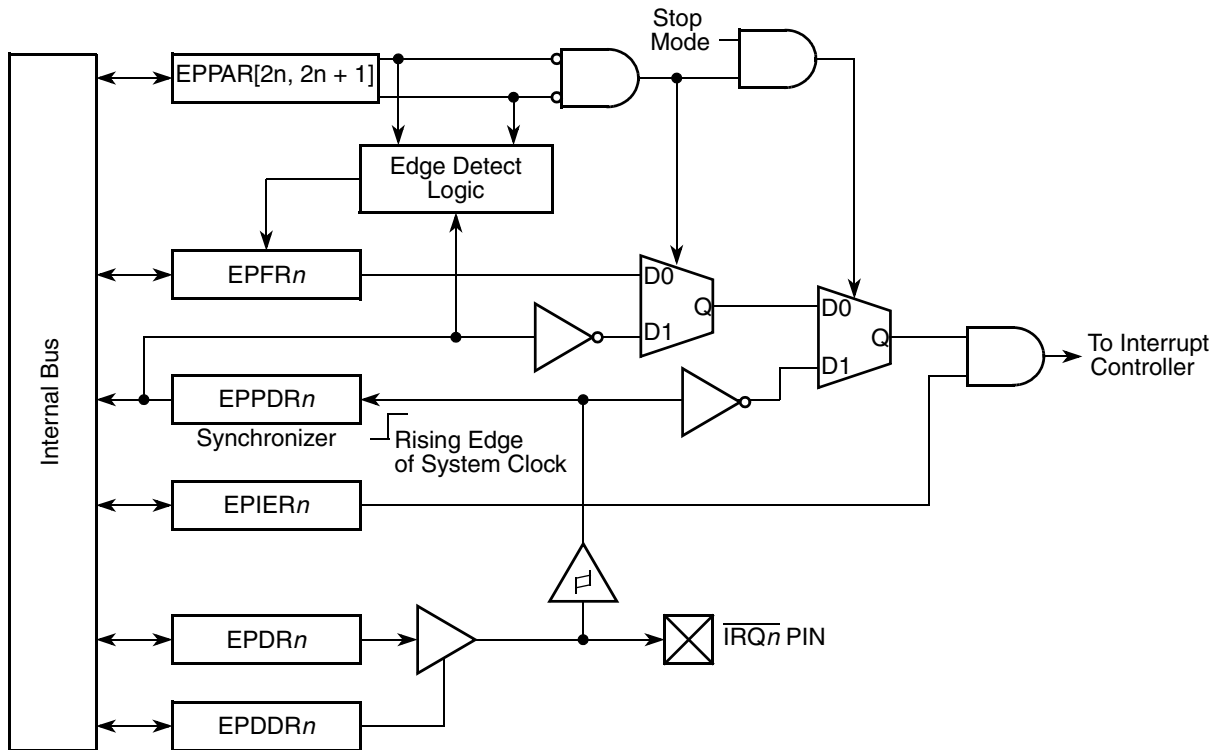 Stop
Mode
EPPAR[2n, 2n + 1]
Edge Detect
Logic
EPFRn
D0
Q
D1
D0
Q
D1
To Interrupt
Controller
Internal Bus
EPPDRn
Synchronizer
Rising Edge
of System Clock
EPIERn
EPDRn
IRQn PIN
EPDDRn